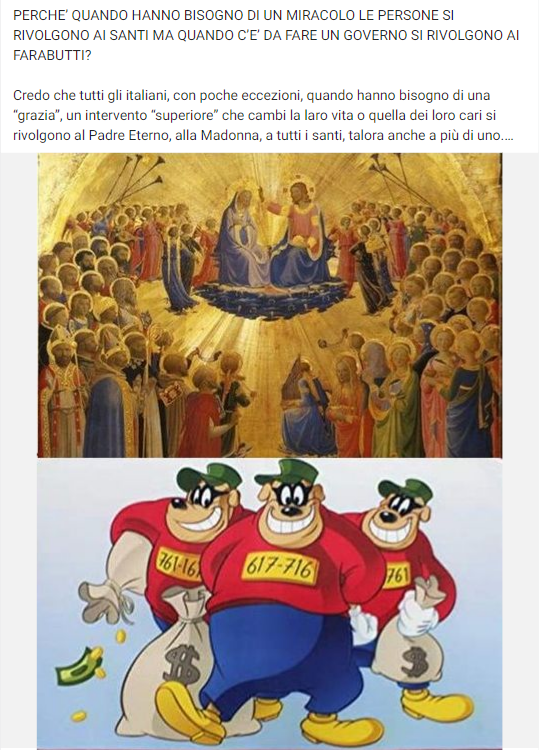 PERCHE’ QUANDO HANNO BISOGNO DI UN MIRACOLO LE PERSONE SI
RIVOLGONO AI SANTI MA QUANDO C’E’ DA FARE UN GOVERNO SI RIVOLGONO AI
FARABUTTI?
Credo che tutti gli italiani, con poche eccezioni, quando hanno bisogno di una
“grazia”, un intervento “superiore” che cambi la laro vita o quella dei loro cari si
rivolgono al Padre Eterno, alla Madonna, a tutti i santi, talora anche a più di uno....
761-16
617-716
761
$
$